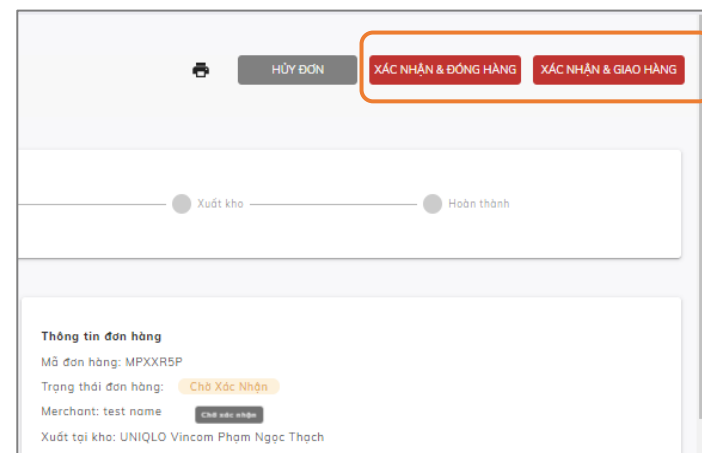 HỦY ĐƠN
XÁC NHẬN & ĐÓNG HÀNG
XÁC NHẬN & GIAO HÀNG
Xuất kho
Hoàn thành
Thông tin đơn hàng
Mã đơn hàng: MPXXR5P
Trạng thái đơn hàng: Chờ Xác Nhận
Merchant: test name
Chờ xác nhận
Xuất tại kho: UNIQLO Vincom Phạm Ngọc Thạch